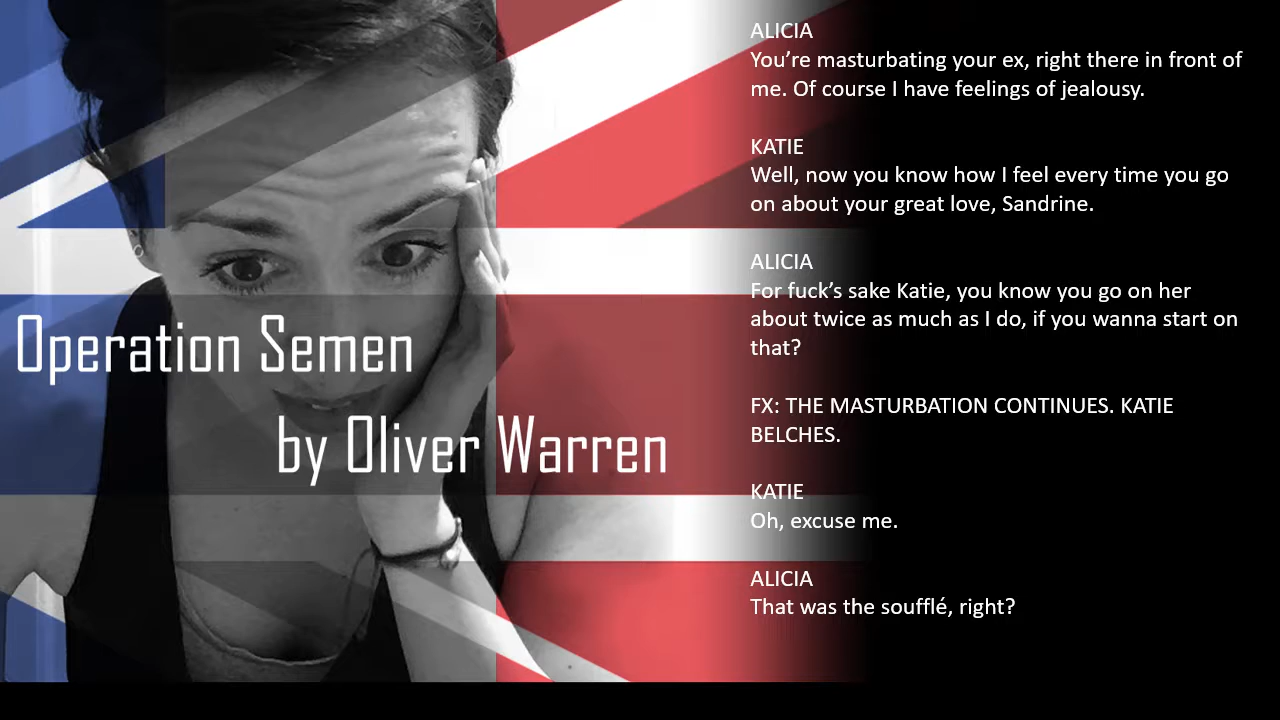 Operation Semen
by Oliver Warren
ALICIA
You’re masturbating your ex, right there in front of
me. Of course I have feelings of jealousy.
KATIE
Well, now you know how I feel every time you go
on about your great love, Sandrine.
ALICIA
For fuck’s sake Katie, you know you go on her
about twice as much as I do, if you wanna start on
that?
FX: THE MASTURBATION CONTINUES. KATIE
BELCHES.
KATIE
Oh, excuse me.
ALICIA
That was the soufflé, right?